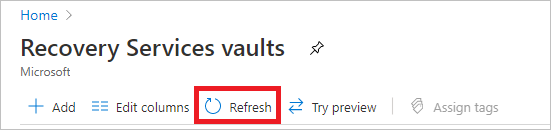 Home >
Recovery Services vaults
Microsoft
+ Add Edit columns Refresh Try preview | Assign tags